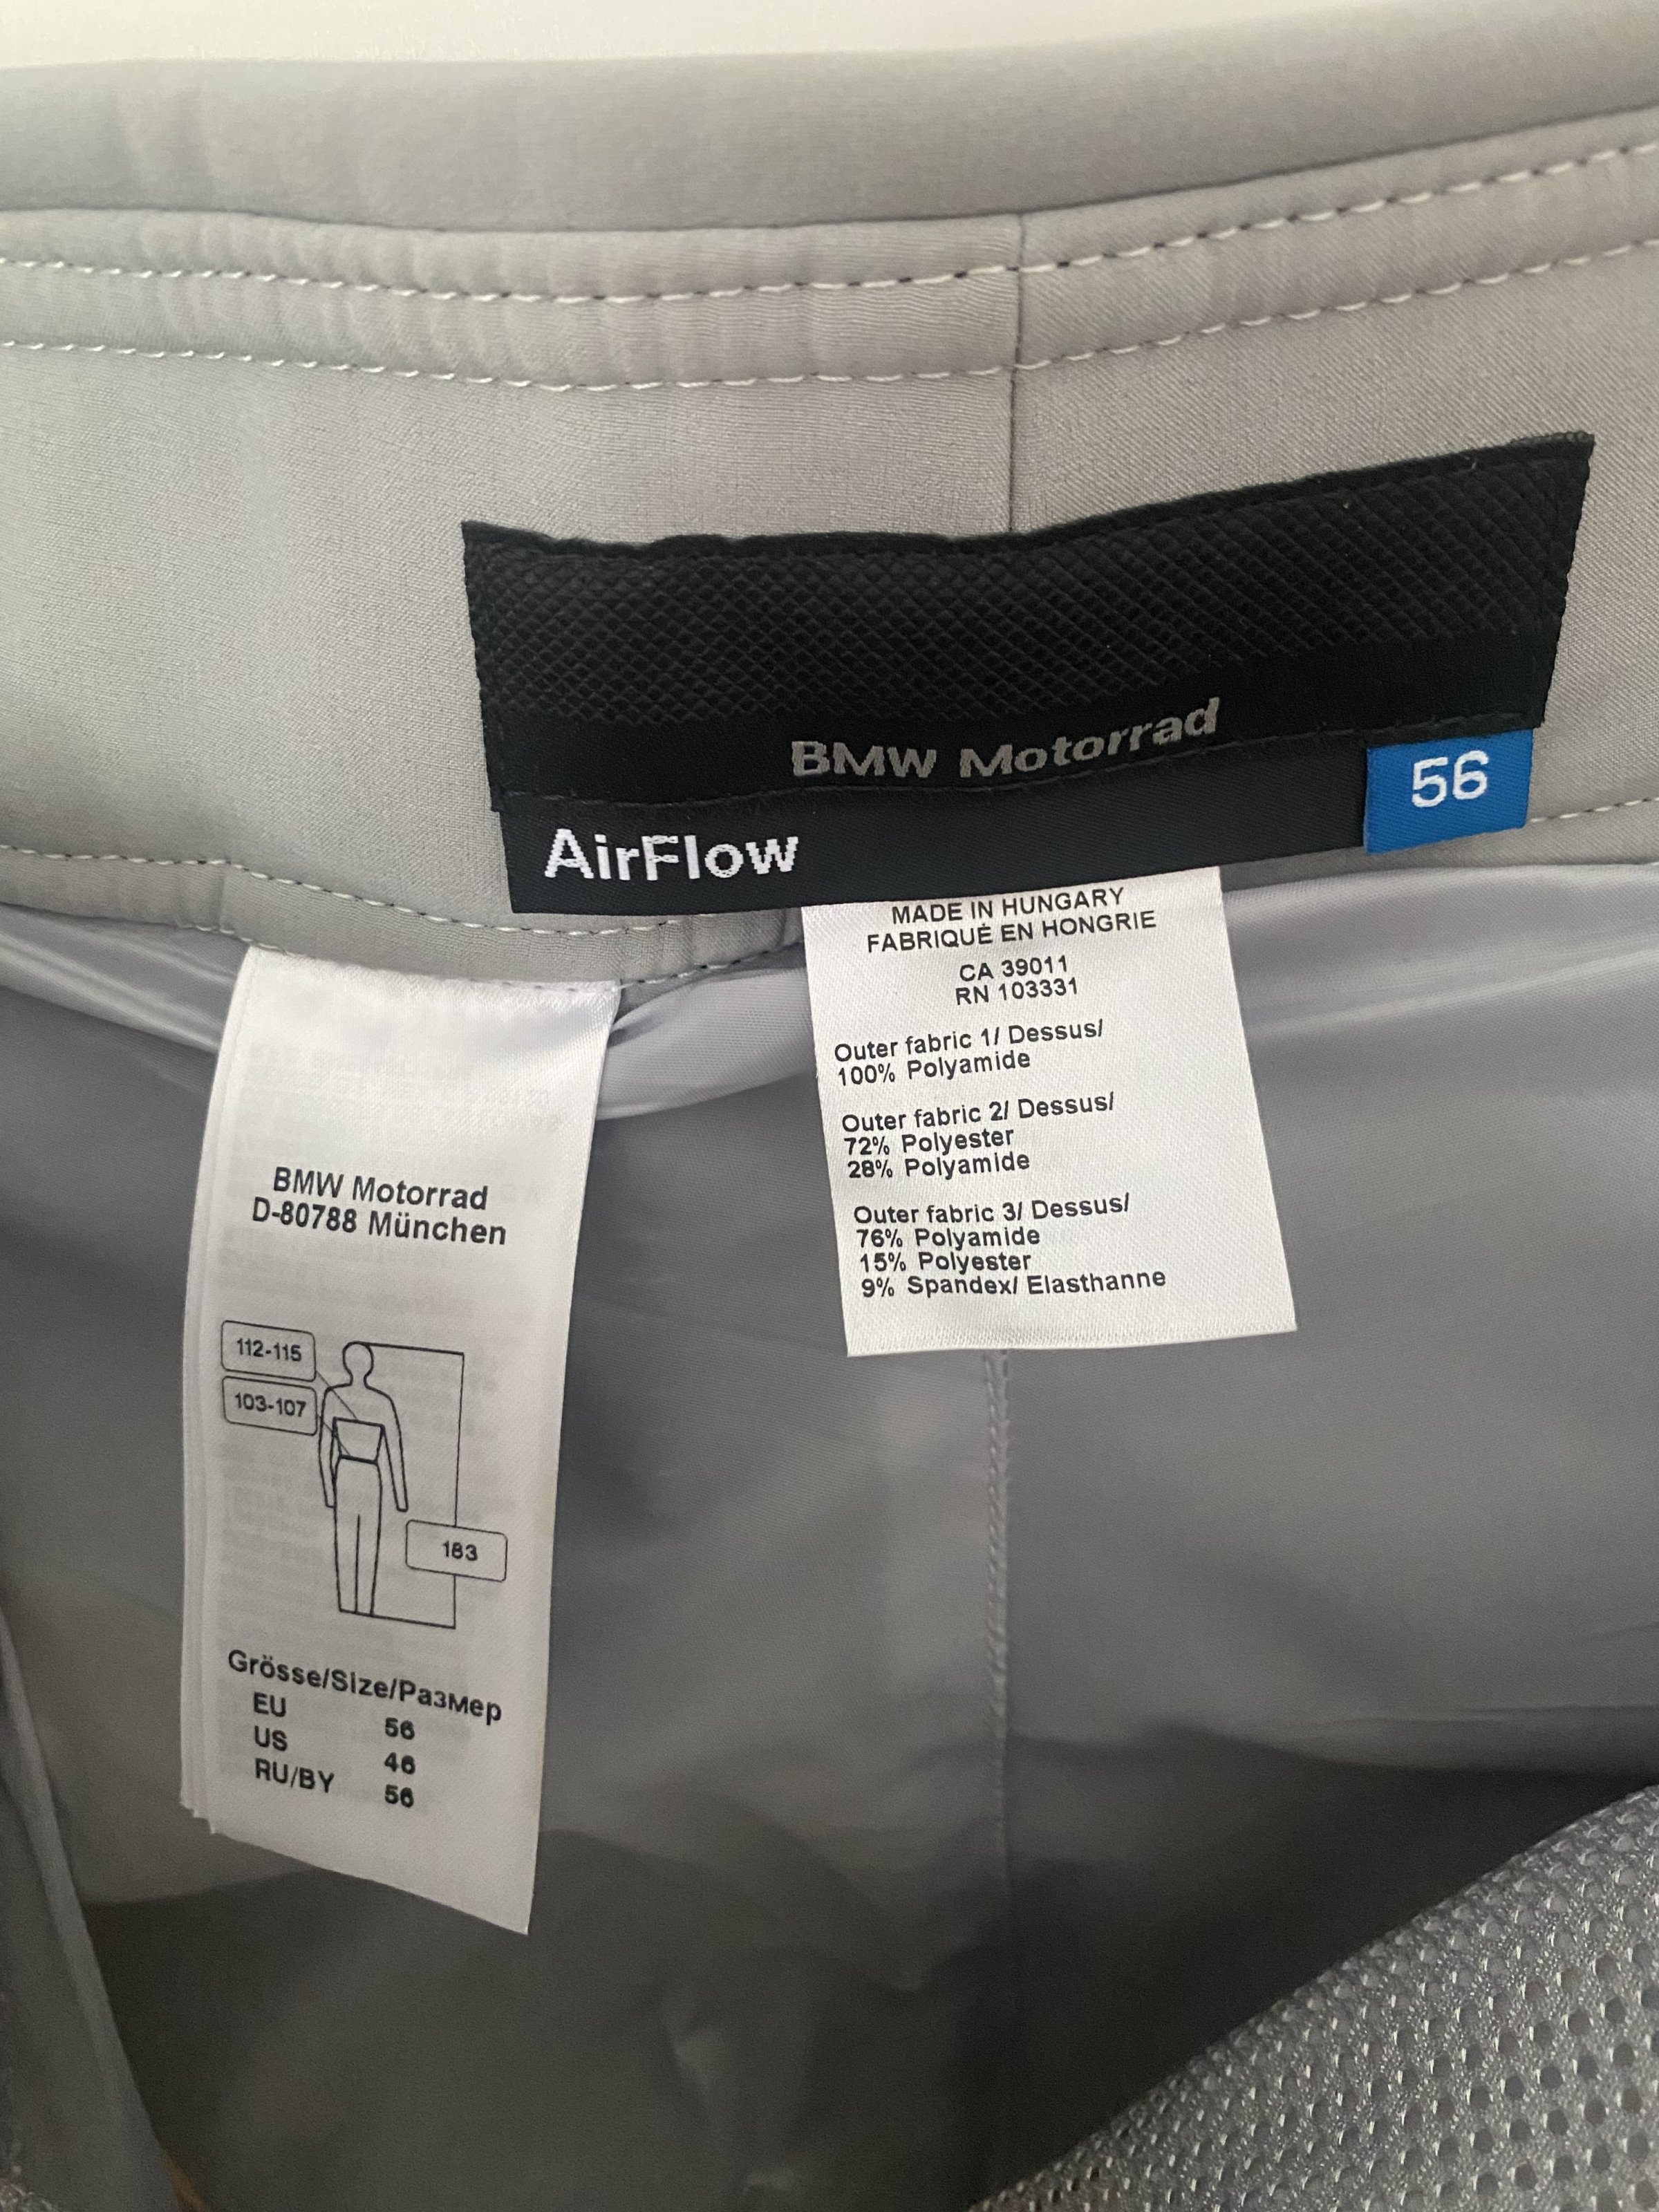 BMW Motorrad
AirFlow
56
MADE IN HUNGARY
FABRIQUÉ EN HONGRIE
CA 39011
RN 103331
Outer fabric 1/ Dessus/
100% Polyamide
Outer fabric 2/ Dessus/
72% Polyester
28% Polyamide
Outer fabric 3/ Dessus/
76% Polyamide
15% Polyester
9% Spandex/ Elasthanne
BMW Motorrad
D-80788 München
112-115
103-107
183
Grösse/Size/Размер
EU 56
US 46
RU/BY 56